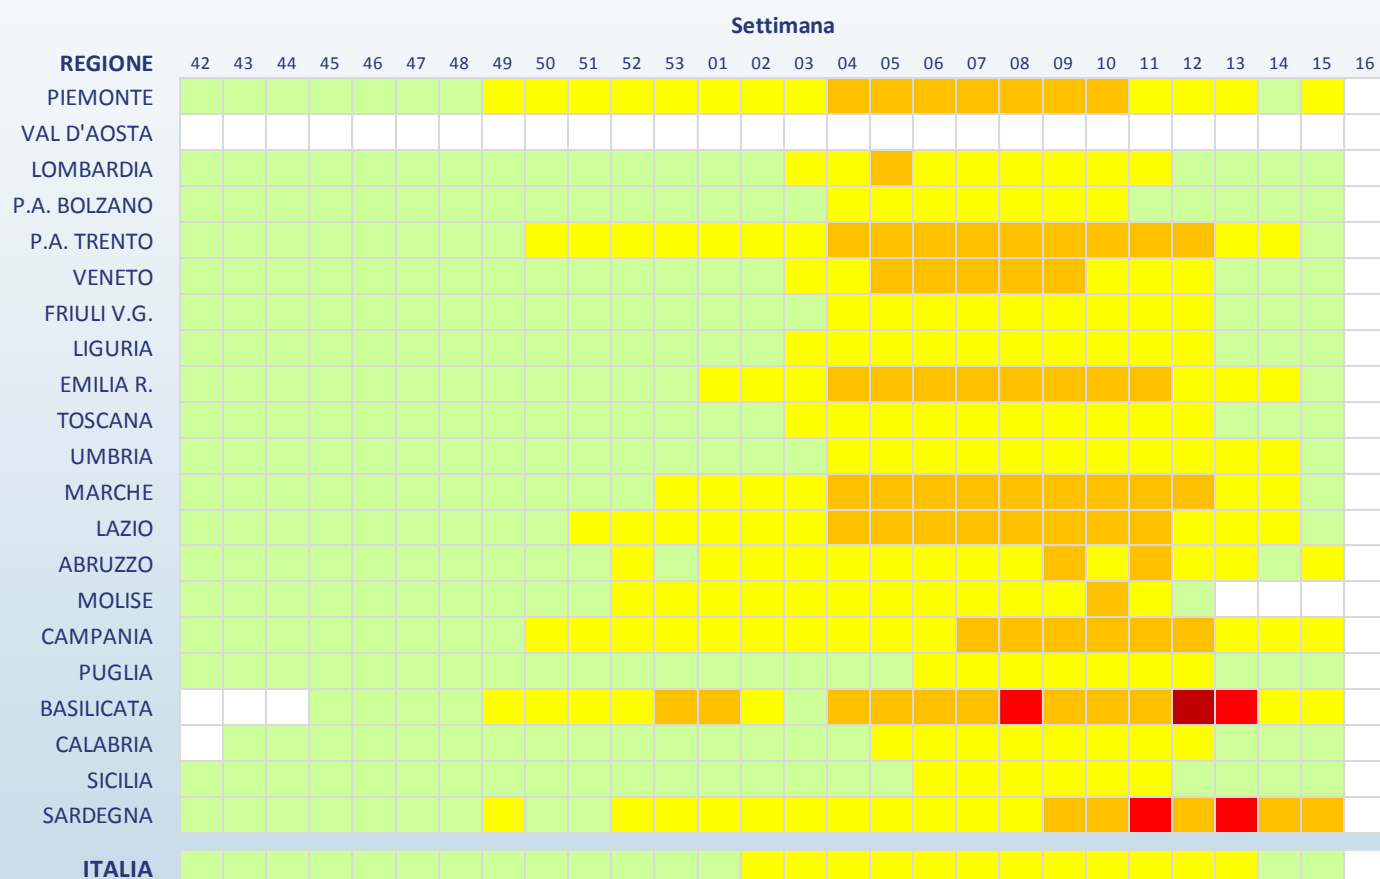 Settimana
REGIONE 42 43 44 45 46 47 48 49 50 51 52 53 01 02 03 04 05 06 07 08 09 10 11 12 13 14 15 16
PIEMONTE
VAL D'AOSTA
LOMBARDIA
P.A. BOLZANO
P.A. TRENTO
VENETO
FRIULI V.G.
LIGURIA
EMILIA R.
TOSCANA
UMBRIA
MARCHE
LAZIO
ABRUZZO
MOLISE
CAMPANIA
PUGLIA
BASILICATA
CALABRIA
SICILIA
SARDEGNA
ITALIA